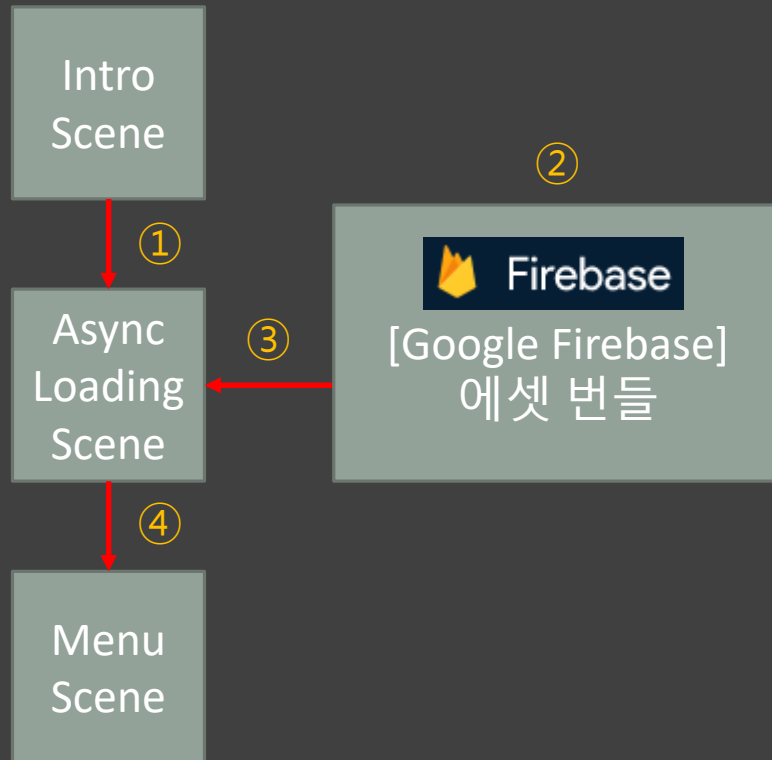 Intro
Scene
①
②
Firebase
[Google Firebase]
에셋 번들
Async
Loading
Scene
③
④
Menu
Scene